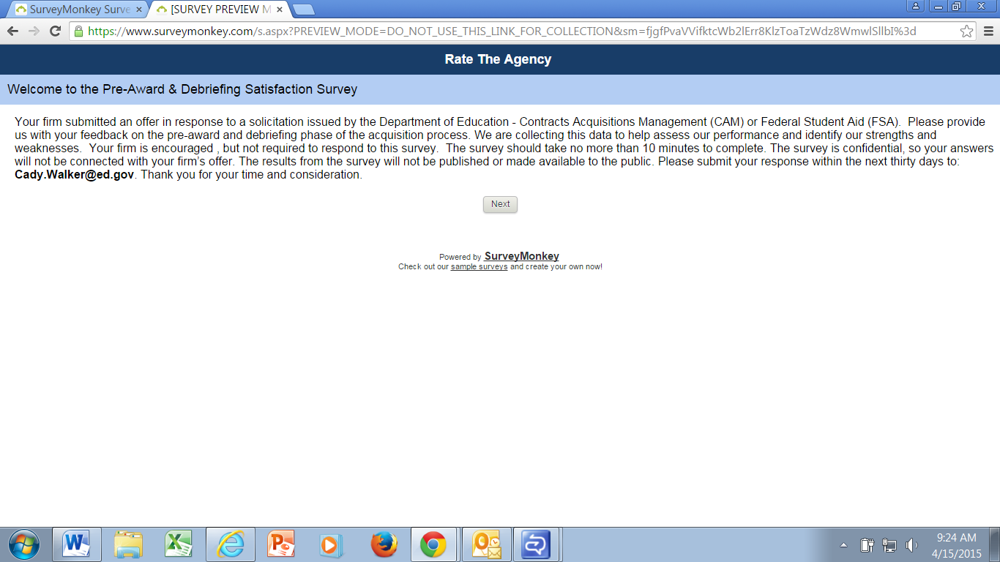 SurveyMonkey Surve
[SURVEY PREVIEW M
https://www.surveymonkey.com/s.aspx?PREVIEW_MODE=DO_NOT_USE_THIS_LINK_FOR_COLLECTION&sm=fjgfPvaVVifktcWb2lErr8KlzToaTzWdz8WmwlSllbI%3d
Rate The Agency
Welcome to the Pre-Award & Debriefing Satisfaction Survey
Your firm submitted an offer in response to a solicitation issued by the Department of Education - Contracts Acquisitions Management (CAM) or Federal Student Aid (FSA).  Please provide
us with your feedback on the pre-award and debriefing phase of the acquisition process. We are collecting this data to help assess our performance and identify our strengths and
weaknesses.  Your firm is encouraged , but not required to respond to this survey.  The survey should take no more than 10 minutes to complete. The survey is confidential, so your answers
will not be connected with your firm’s offer. The results from the survey will not be published or made available to the public. Please submit your response within the next thirty days to:
Cady.Walker@ed.gov. Thank you for your time and consideration.
Next
Powered by SurveyMonkey
Check out our sample surveys and create your own now!
9:24 AM
4/15/2015